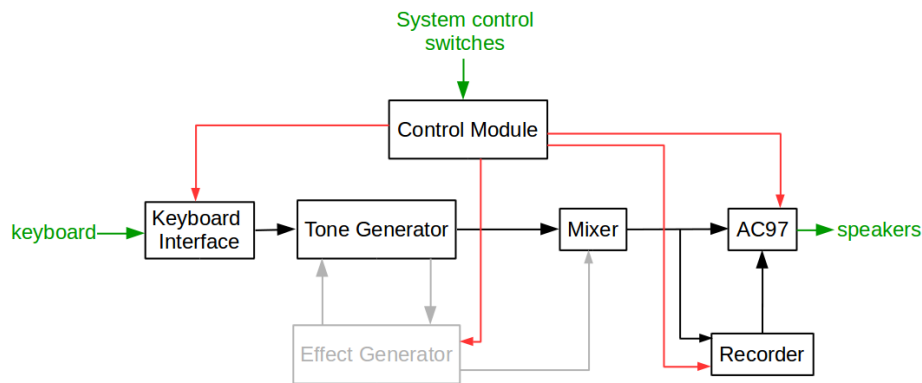 System control
switches
Control Module
keyboard
Keyboard
Interface
Tone Generator
Mixer
AC97
speakers
Effect Generator
Recorder